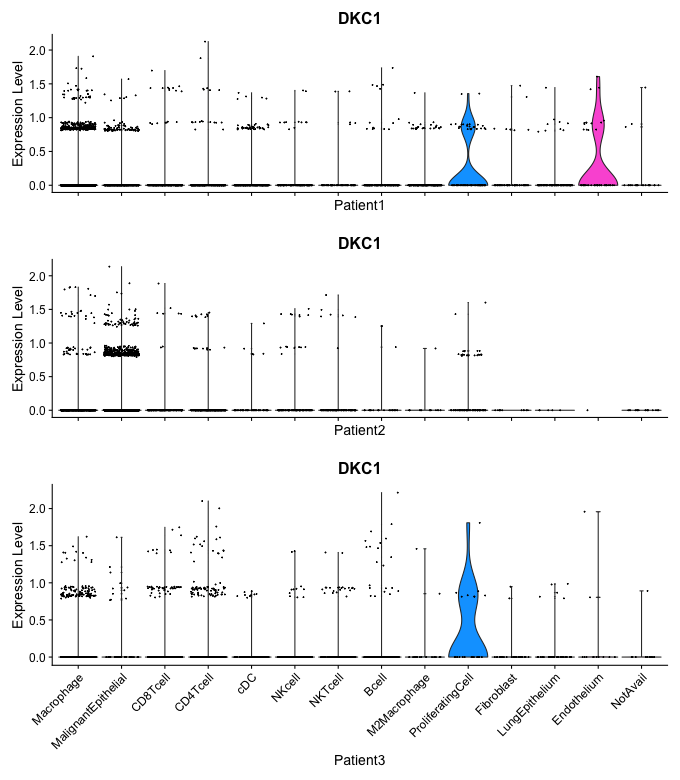 DKC1
Expression Level
2.0
1.5
1.0
0.5
0.0
Patient1
DKC1
Expression Level
2.0
1.5
1.0
0.5
0.0
Patient2
DKC1
Expression Level
2.0
1.5
1.0
0.5
0.0
Macrophage
MalignantEpithelial
CD8Tcell
CD4Tcell
cDC
NKcell
NKTcell
Bcell
M2Macrophage
ProliferatingCell
Fibroblast
LungEpithelium
Endothelium
NotAvail
Patient3